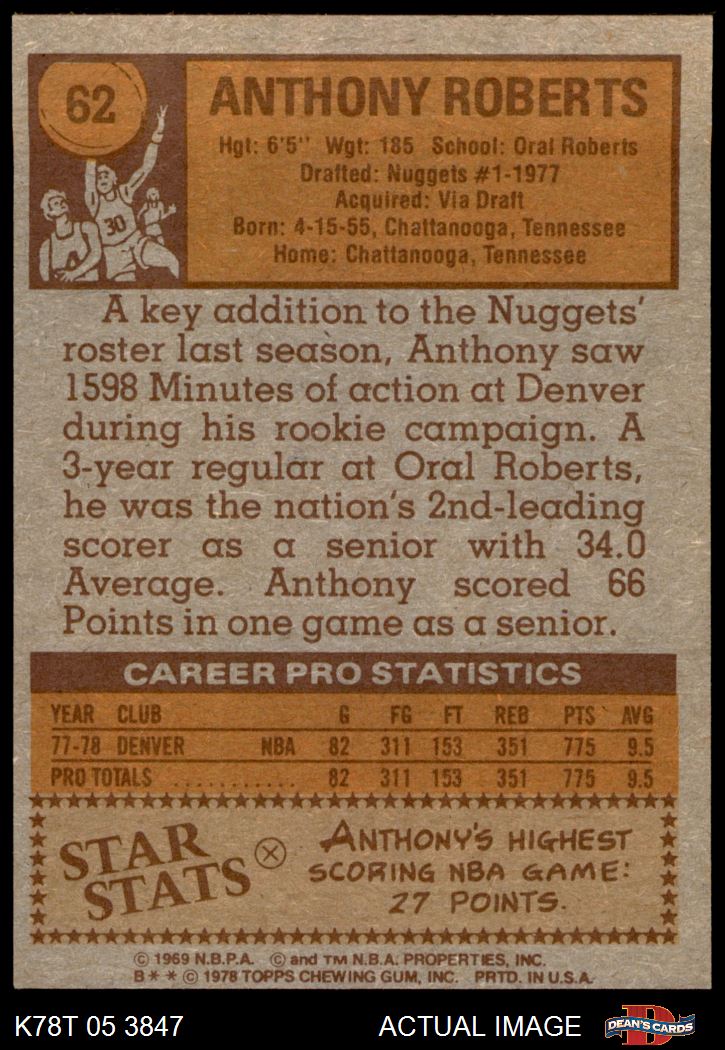 62
ANTHONY ROBERTS
Hgt: 6'5" Wgt: 185 School: Oral Roberts
Drafted: Nuggets #1-1977
Acquired: Via Draft
Born: 4-15-55, Chattanooga, Tennessee
Home: Chattanooga, Tennessee
30
A key addition to the Nuggets'
roster last season, Anthony saw
1598 Minutes of action at Denver
during his rookie campaign. A
3-year regular at Oral Roberts,
he was the nation's 2nd-leading
scorer as a senior with 34.0
Average. Anthony scored 66
Points in one game as a senior.
CAREER PRO STATISTICS
YEAR CLUB G FG FT REB PTS AVG
77-78 DENVER NBA 82 311 153 351 775 9.5
PRO TOTALS ........... 82 311 153 351 775 9.5
STAR STATS
ANTHONY'S HIGHEST
SCORING NBA GAME:
27 POINTS.
© 1969 N.B.P.A. © and TM N.B.A. PROPERTIES, INC.
B * * © 1978 TOPPS CHEWING GUM, INC. PRTD. IN U.S.A.
K78T 05 3847 ACTUAL IMAGE
D
DEAN'S CARDS